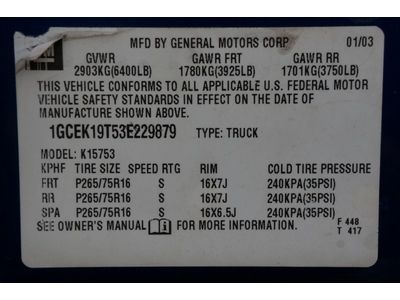 MFD BY GENERAL MOTORS CORP 01/03
GVWR GAWR FRT GAWR RR
2903KG(6400LB) 1780KG(3925LB) 1701KG(3750LB)
THIS VEHICLE CONFORMS TO ALL APPLICABLE U.S. FEDERAL MOTOR
VEHICLE SAFETY STANDARDS IN EFFECT ON THE DATE OF
MANUFACTURE SHOWN ABOVE.
1GCEK19T53E229879 TYPE: TRUCK
MODEL: K15753
KPHF TIRE SIZE SPEED RTG RIM COLD TIRE PRESSURE
FRT P265/75R16 S 16X7J 240KPA(35PSI)
RR P265/75R16 S 16X7J 240KPA(35PSI)
SPA P265/75R16 S 16X6.5J 240KPA(35PSI)
SEE OWNER'S MANUAL FOR MORE INFORMATION. F 448
T 417